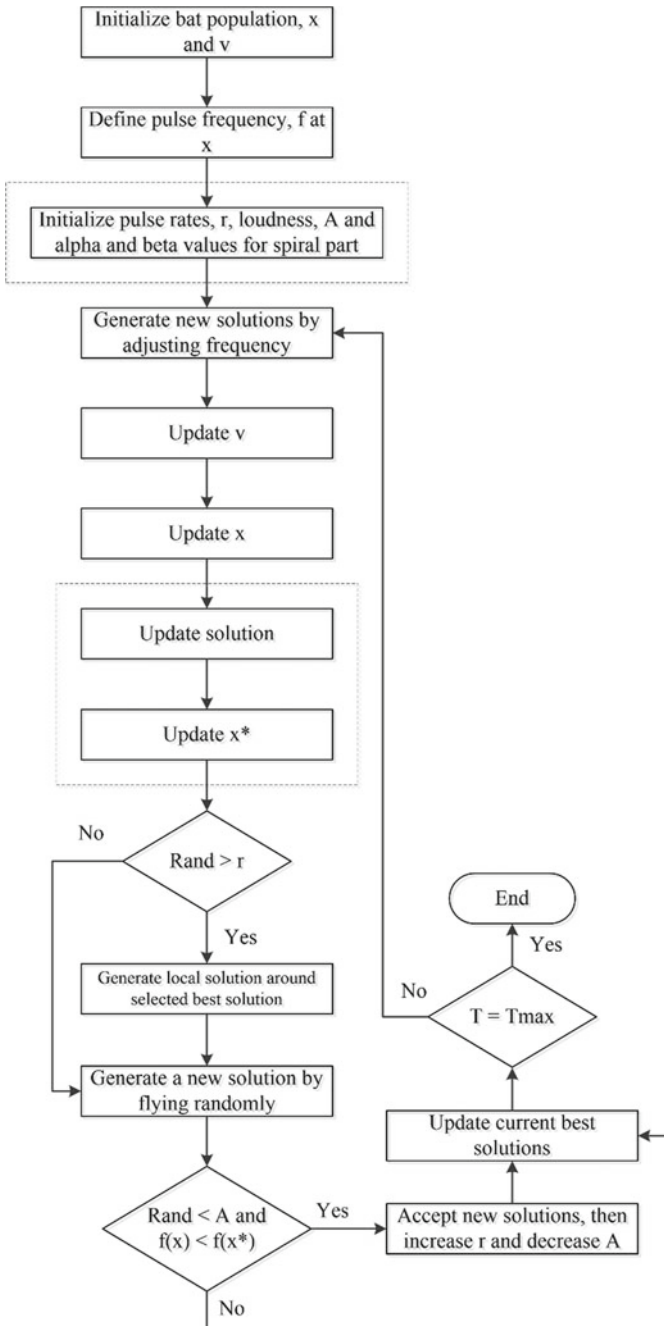 Initialize bat population, x
and v
Define pulse frequency, f at
x
Initialize pulse rates, r, loudness, A and
alpha and beta values for spiral part
Generate new solutions by
adjusting frequency
Update v
Update x
Update solution
Update x*
No
Rand > r
Yes
Generate local solution around
selected best solution
Generate a new solution by
flying randomly
Rand < A and
f(x) < f(x*)
Yes
No
Accept new solutions, then
increase r and decrease A
Update current best
solutions
T = Tmax
No
Yes
End